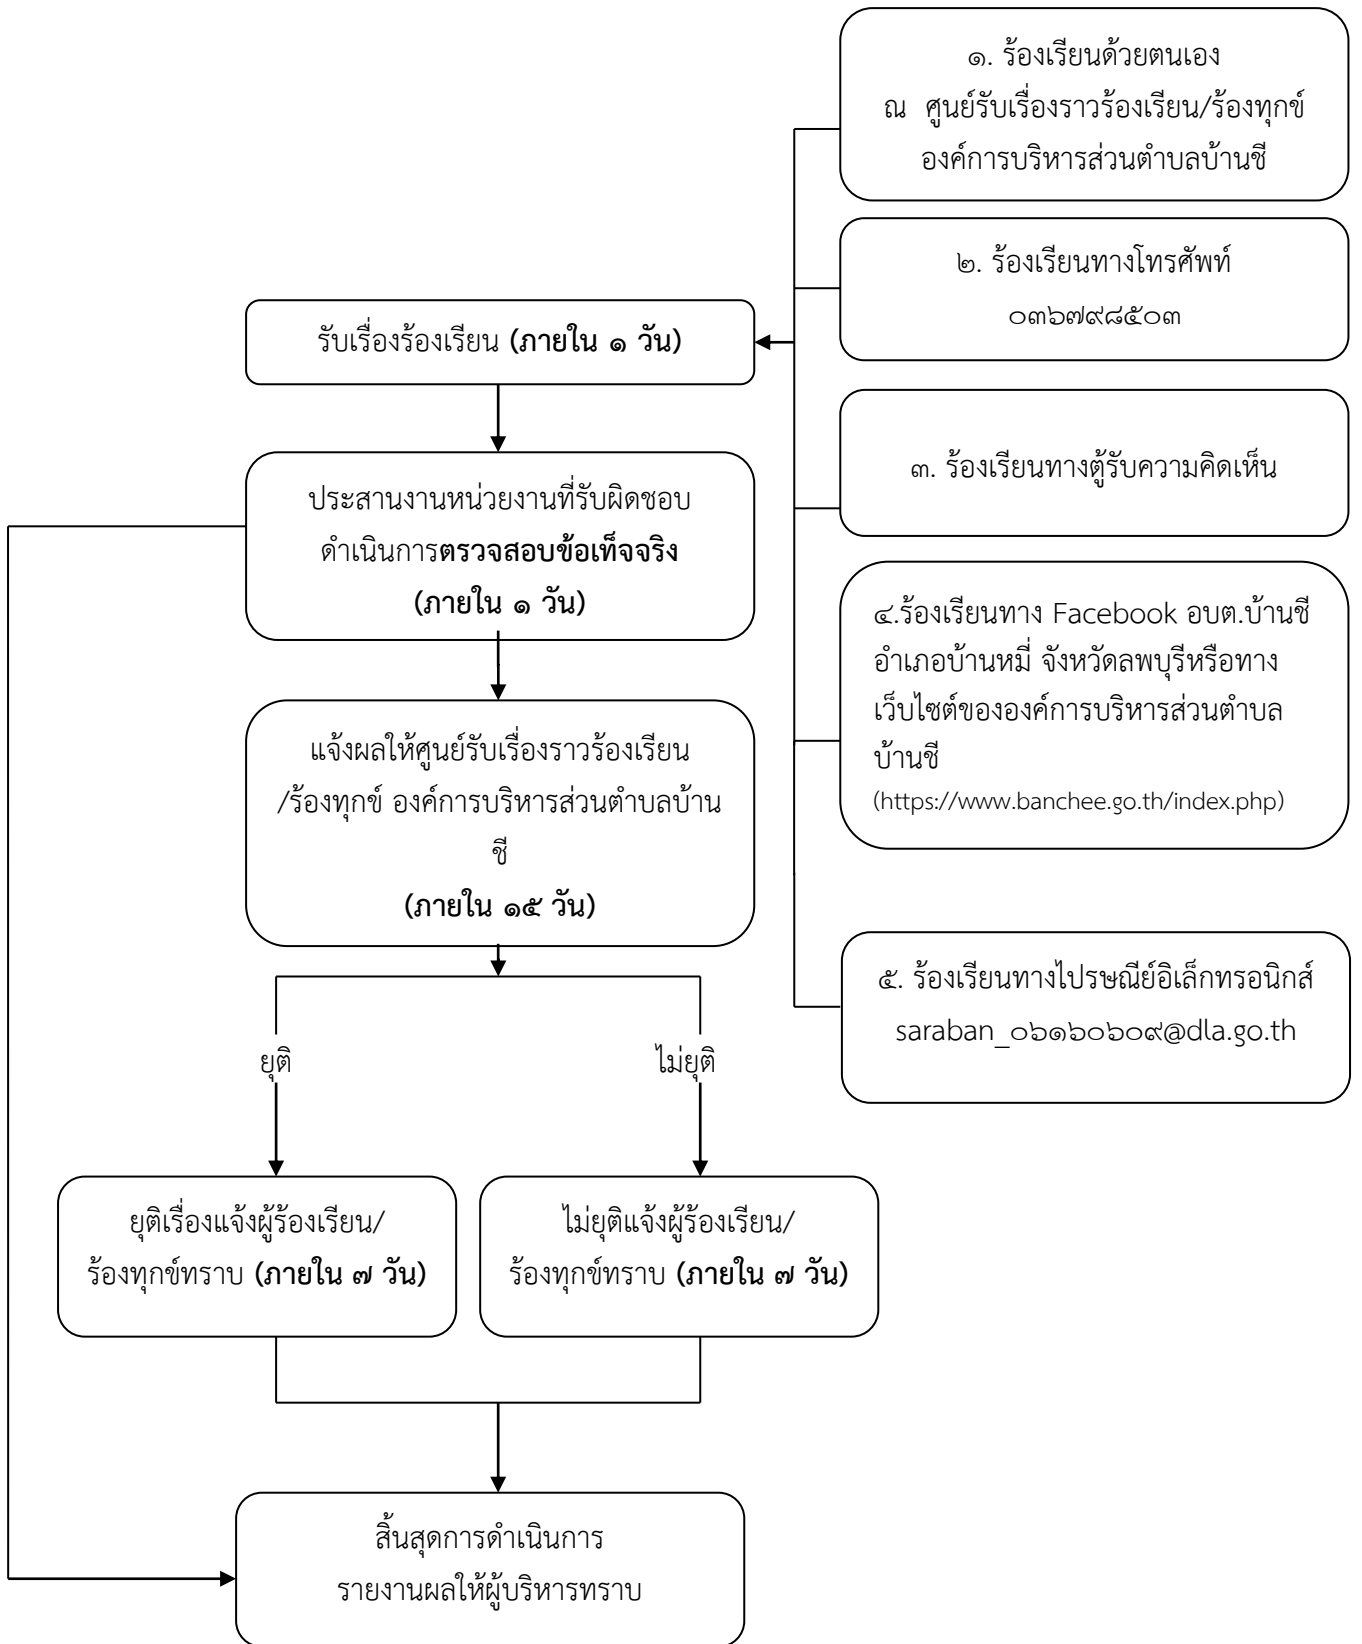 ๑. ร้องเรียนด้วยตนเอง
ณ ศูนย์รับเรื่องราวร้องเรียน/ร้องทุกข์
องค์การบริหารส่วนตำบลบ้านชี
๒. ร้องเรียนทางโทรศัพท์
๐๓๖๗๙๘๕๐๓
รับเรื่องร้องเรียน (ภายใน ๑ วัน)
๓. ร้องเรียนทางตู้รับความคิดเห็น
ประสานงานหน่วยงานที่รับผิดชอบ
ดำเนินการตรวจสอบข้อเท็จจริง
(ภายใน ๑ วัน)
๔.ร้องเรียนทาง Facebook อบต.บ้านชี
อำเภอบ้านหมี่ จังหวัดลพบุรีหรือทาง
เว็บไซต์ขององค์การบริหารส่วนตำบล
บ้านชี
(https://www.banchee.go.th/index.php)
แจ้งผลให้ศูนย์รับเรื่องราวร้องเรียน
/ร้องทุกข์ องค์การบริหารส่วนตำบลบ้าน
ชี
(ภายใน ๑๕ วัน)
๕. ร้องเรียนทางไปรษณีย์อิเล็กทรอนิกส์
saraban_๐๖๑๖๐๖๐๙@dla.go.th
ยุติ
ไม่ยุติ
ยุติเรื่องแจ้งผู้ร้องเรียน/
ร้องทุกข์ทราบ (ภายใน ๗ วัน)
ไม่ยุติแจ้งผู้ร้องเรียน/
ร้องทุกข์ทราบ (ภายใน ๗ วัน)
สิ้นสุดการดำเนินการ
รายงานผลให้ผู้บริหารทราบ